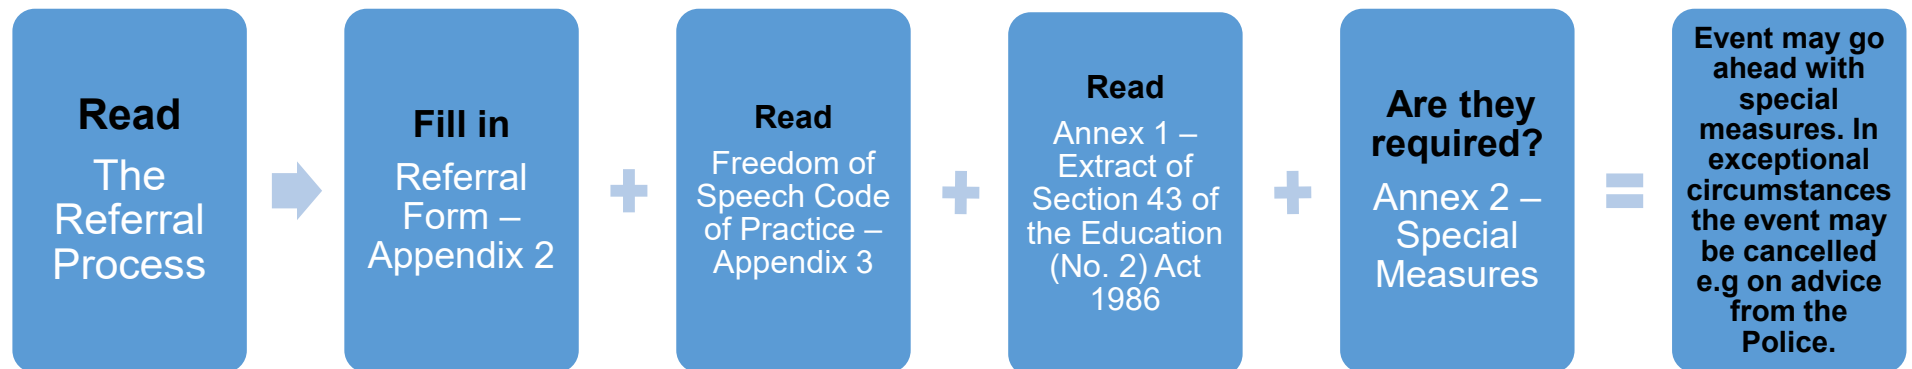 Read
The
Referral
Process
Fill in
Referral
Form –
Appendix 2
Read
Freedom of
Speech Code
of Practice –
Appendix 3
Read
Annex 1 –
Extract of
Section 43 of
the Education
(No. 2) Act
1986
Are they
required?
Annex 2 –
Special
Measures
Event may go
ahead with
special
measures. In
exceptional
circumstances
the event may
be cancelled
e.g on advice
from the
Police.